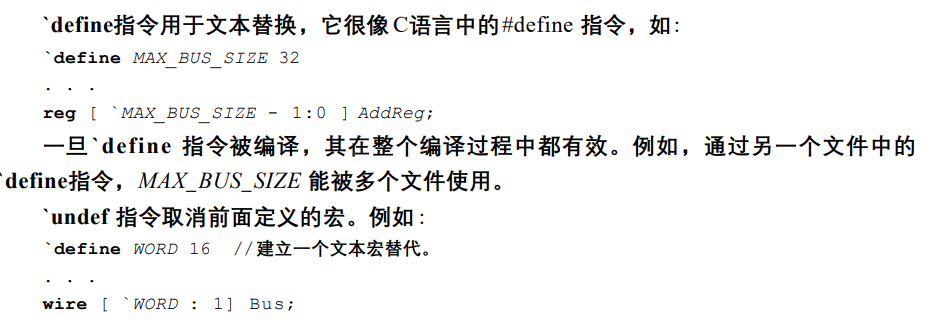 `define指令用于文本替换，它很像C语言中的#define 指令，如:
`define MAX_BUS_SIZE 32
. . .
reg [ `MAX_BUS_SIZE - 1:0 ] AddReg;
一旦`define 指令被编译，其在整个编译过程中都有效。例如，通过另一个文件中的
`define指令，MAX_BUS_SIZE 能被多个文件使用。
`undef 指令取消前面定义的宏。例如:
`define WORD 16 //建立一个文本宏替代。
. . .
wire [ `WORD : 1] Bus;